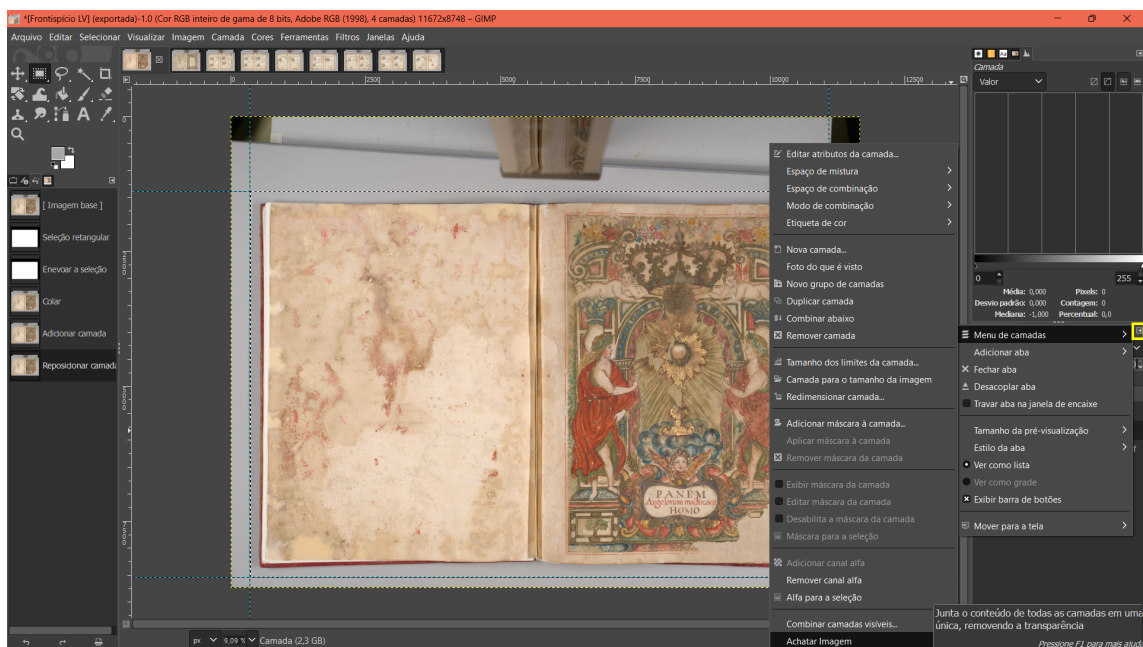 *[Frontispício LV] (exportada)-1.0 (Cor RGB inteiro de gama de 8 bits, Adobe RGB (1998), 4 camadas) 11672x8748 – GIMP
Arquivo Editar Selecionar Visualizar Imagem Camada Cores Ferramentas Filtros Janelas Ajuda
0 2500 5000 7500 10000 12500
0
2500
5000
7500
[ Imagem base ]
Seleção retangular
Enevoar a seleção
Colar
Adicionar camada
Reposidonar camada
PANEM
Angelorum
HOMO
Editar atributos da camada...
Espaço de mistura
Espaço de combinação
Modo de combinação
Etiqueta de cor
Nova camada...
Foto do que é visto
Novo grupo de camadas
Duplicar camada
Combinar abaixo
Remover camada
Tamanho dos limites da camada...
Camada para o tamanho da imagem
Redimensionar camada...
Adicionar máscara à camada...
Aplicar máscara à camada
Remover máscara da camada
Exibir máscara da camada
Editar máscara da camada
Desabilita a máscara da camada
Máscara para a seleção
Adicionar canal alfa
Remover canal alfa
Alfa para a seleção
Combinar camadas visíveis...
Achatar Imagem
Camada
Valor
0 255
Média: 0,000 Pixels: 0
Desvio padrão: 0,000 Contagem: 0
Mediana: -1,000 Percentual: 0,0
Menu de camadas
Adicionar aba
Fechar aba
Desacoplar aba
Travar aba na janela de encaixe
Tamanho da pré-visualização
Estilo da aba
Ver como lista
Ver como grade
Exibir barra de botões
Mover para a tela
Junta o conteúdo de todas as camadas em uma
única, removendo a transparência
Pressione F1 para mais ajuda
px 9,09 % Camada (2,3 GB)